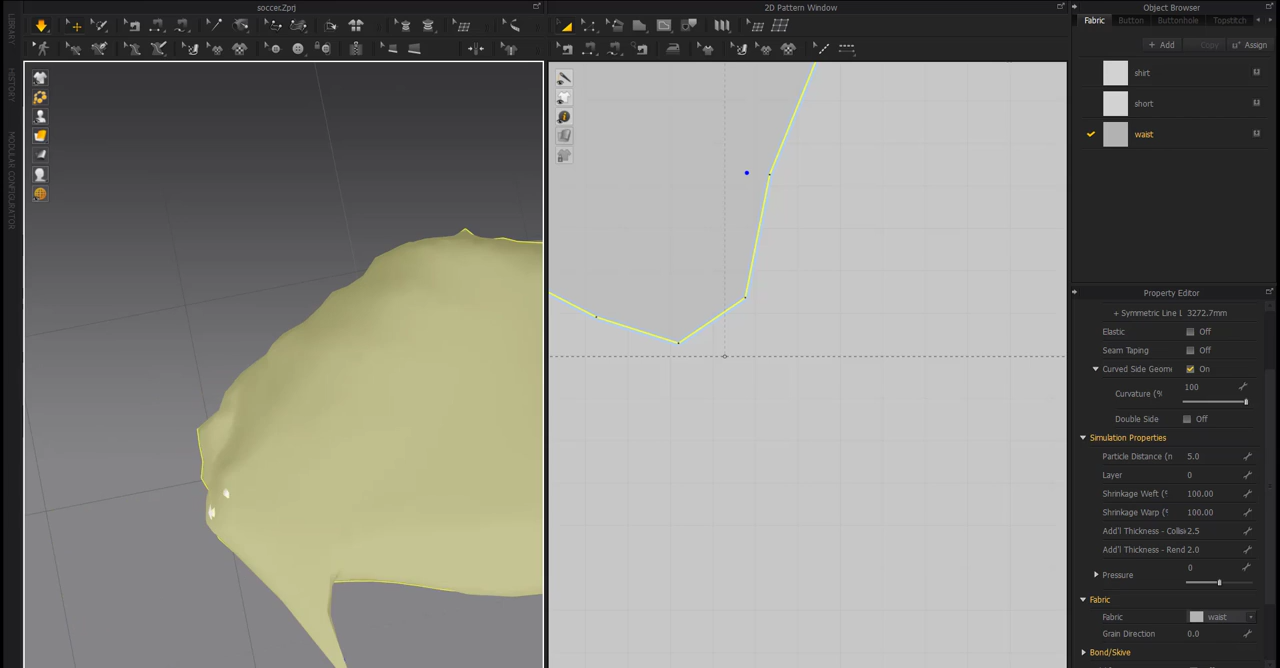 soccer.Zprj
2D Pattern Window
Object Browser
LIBRARY
HISTORY
MODULAR CONFIGURATOR
Fabric
Button
Buttonhole
Topstitch
+ Add
Copy
Assign
shirt
short
waist
Property Editor
+ Symmetric Line L 3272.7mm
Elastic Off
Seam Taping Off
Curved Side Geome On
Curvature (% 100
Double Side Off
Simulation Properties
Particle Distance (n 5.0
Layer 0
Shrinkage Weft (% 100.00
Shrinkage Warp (% 100.00
Add'l Thickness - Collis 2.5
Add'l Thickness - Rend 2.0
Pressure 0
Fabric
Fabric waist
Grain Direction 0.0
Bond/Skive